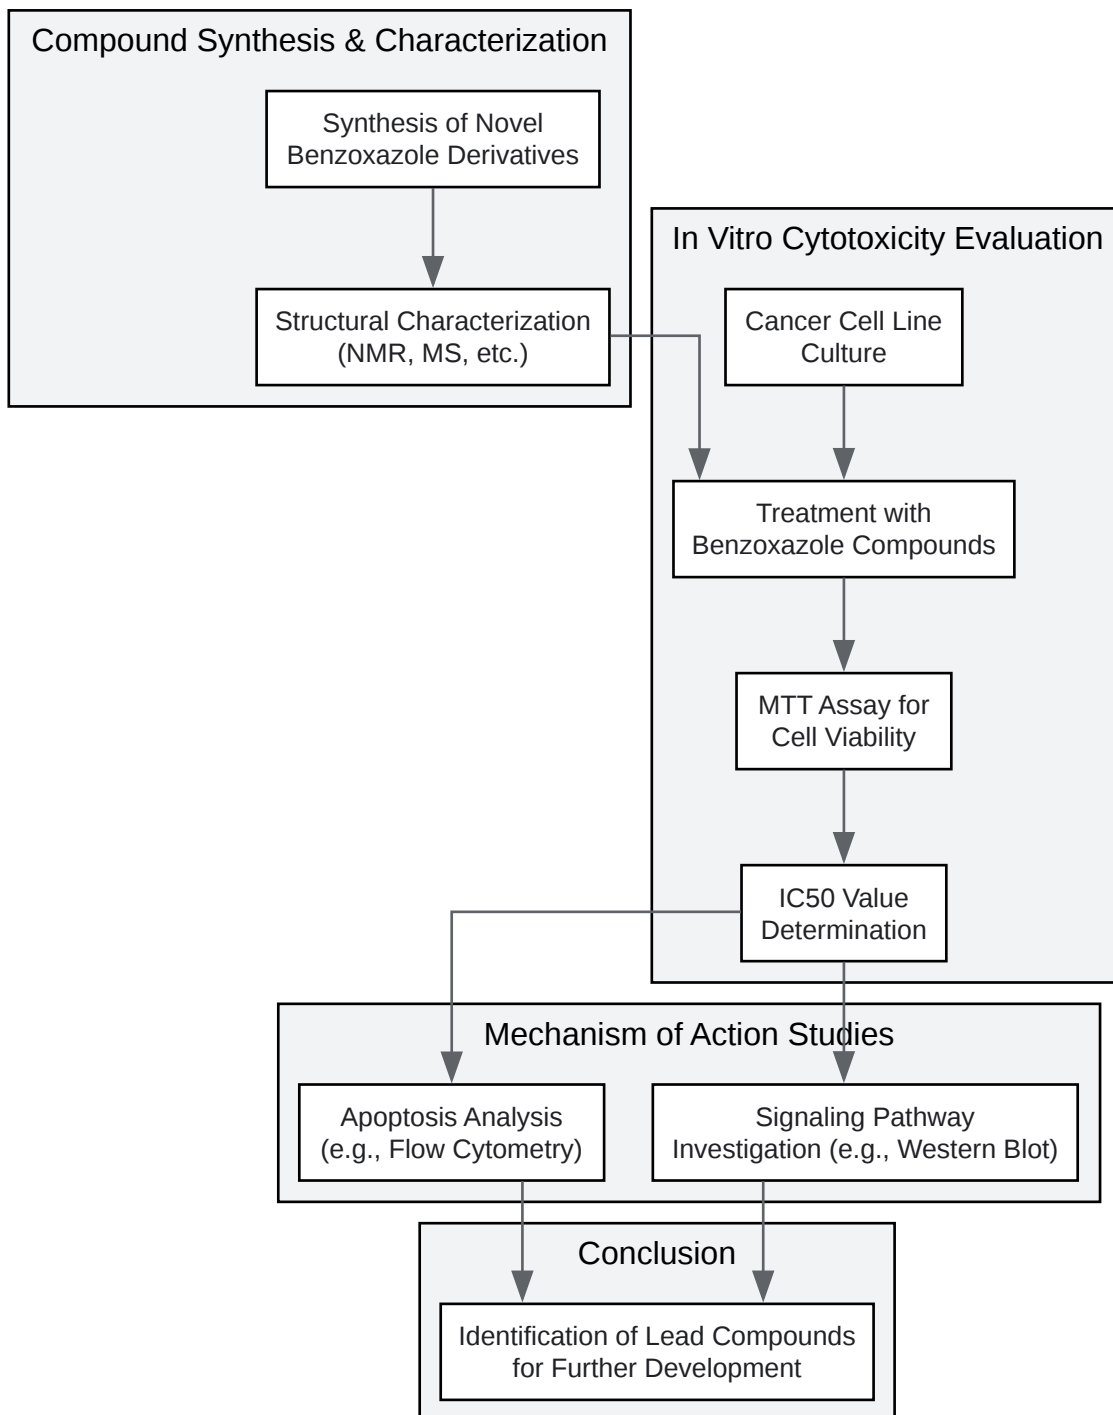 Compound Synthesis & Characterization
Synthesis of Novel
Benzoxazole Derivatives
Structural Characterization
(NMR, MS, etc.)
In Vitro Cytotoxicity Evaluation
Cancer Cell Line
Culture
Treatment with
Benzoxazole Compounds
MTT Assay for
Cell Viability
IC50 Value
Determination
Mechanism of Action Studies
Apoptosis Analysis
(e.g., Flow Cytometry)
Signaling Pathway
Investigation (e.g., Western Blot)
Conclusion
Identification of Lead Compounds
for Further Development